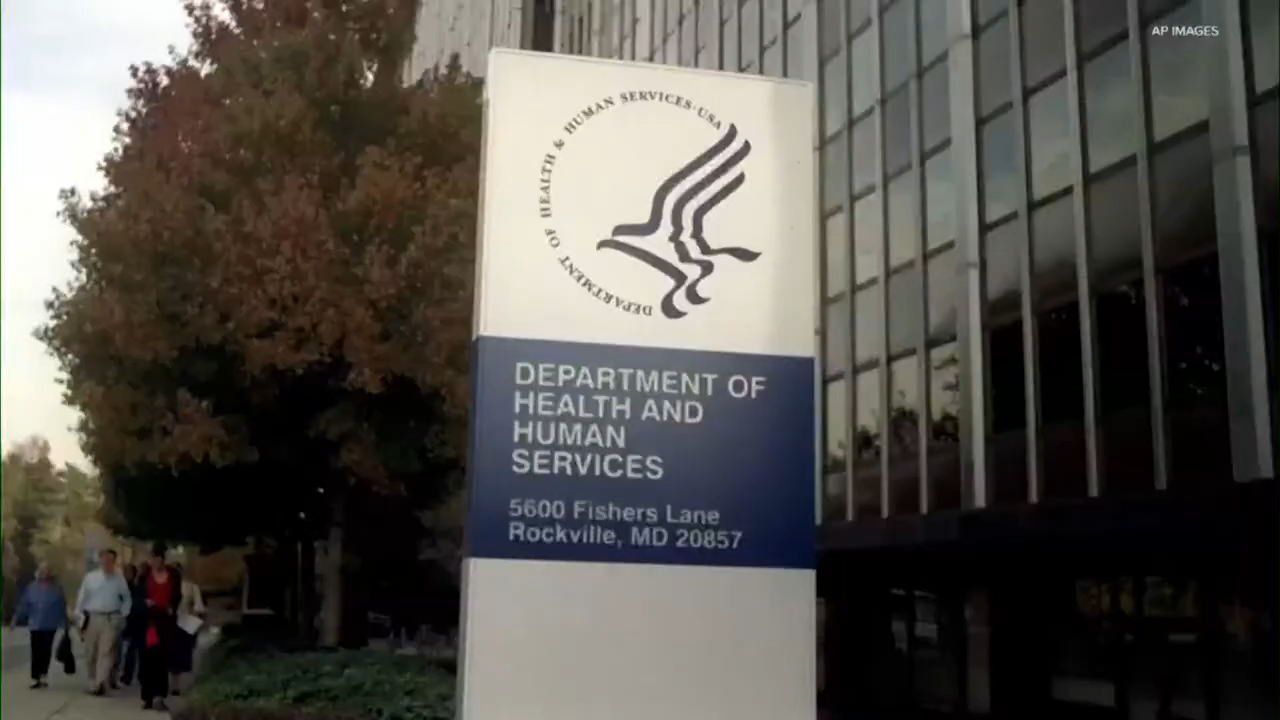 AP IMAGES
DEPARTMENT OF HEALTH & HUMAN SERVICES·USA
DEPARTMENT OF
HEALTH AND
HUMAN
SERVICES
5600 Fishers Lane
Rockville, MD 20857